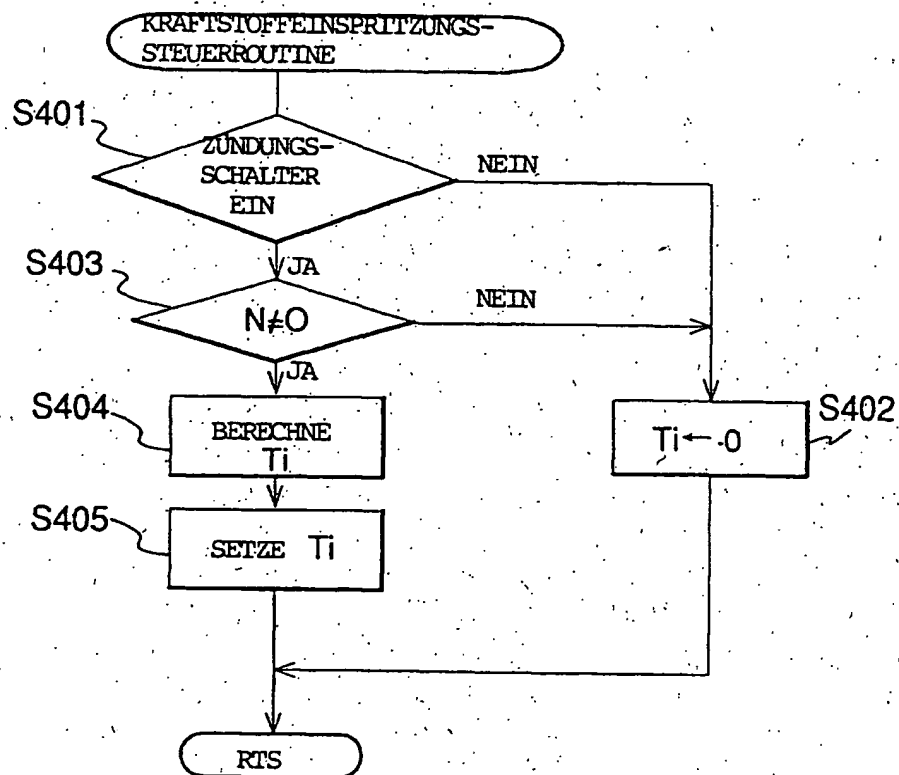 KRAFTSTOFFEINSPRITZUNGS-
STEUERROUTINE
S401
ZÜNDUNGS-
SCHALTER
EIN
NEIN
JA
S403
N≠O
NEIN
JA
S404
BERECHNE
Ti
S402
Ti←0
S405
SETZE Ti
RTS